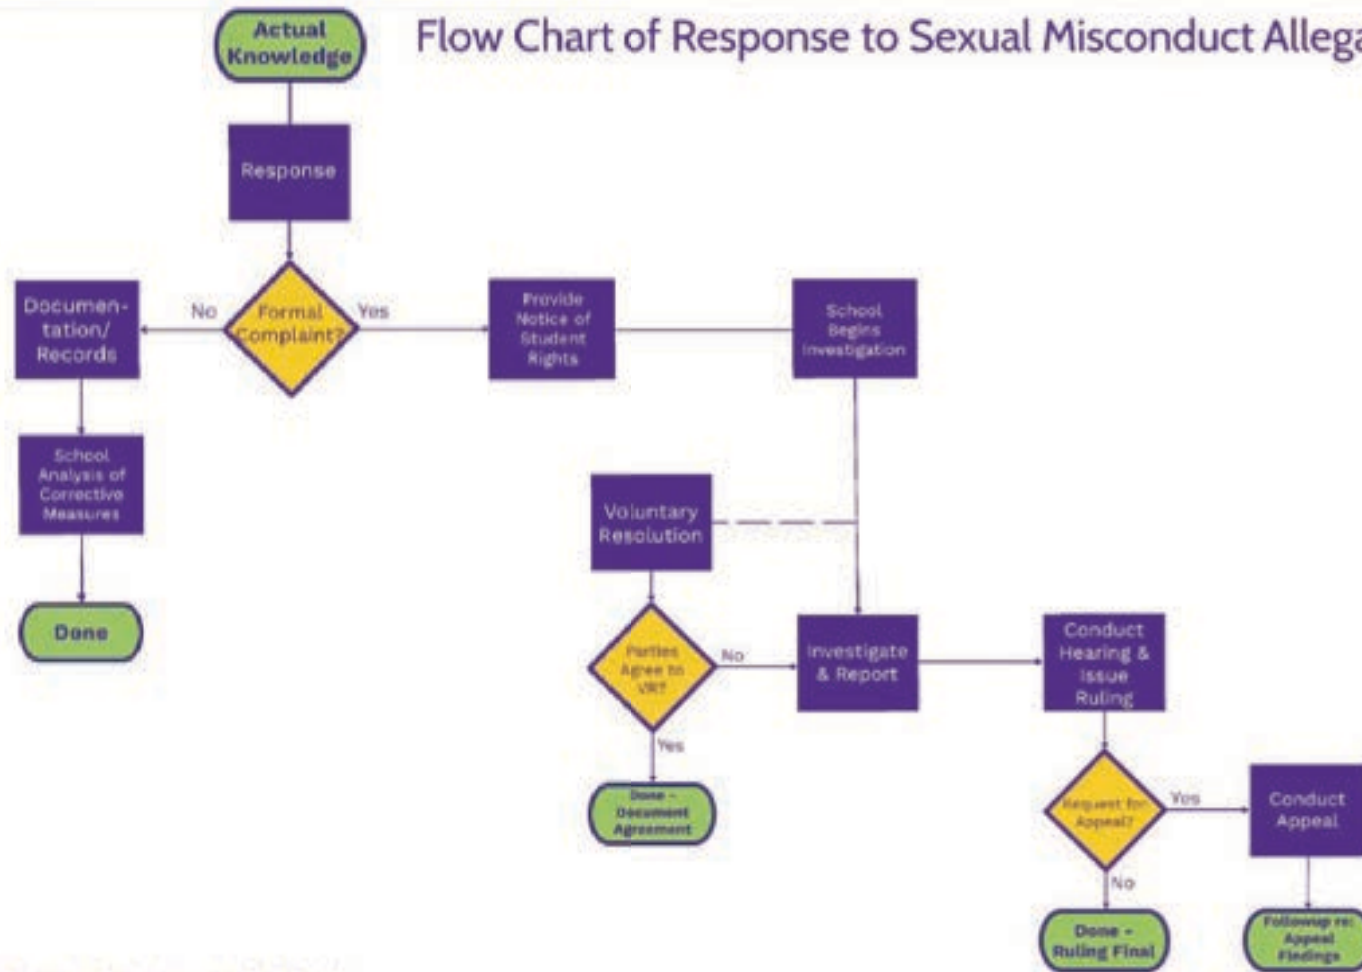 Flow Chart of Response to Sexual Misconduct Allega
Actual
Knowledge
Response
Formal
Complaint?
No
Yes
Documen-
tation/
Records
School
Analysis of
Corrective
Measures
Done
Provide
Notice of
Student
Rights
School
Begins
Investigation
Voluntary
Resolution
Parties
Agree to
VR?
No
Yes
Done -
Document
Agreement
Investigate
& Report
Conduct
Hearing &
Issue
Ruling
Request for
Appeal?
Yes
No
Conduct
Appeal
Done -
Ruling Final
Followup re:
Appeal
Findings